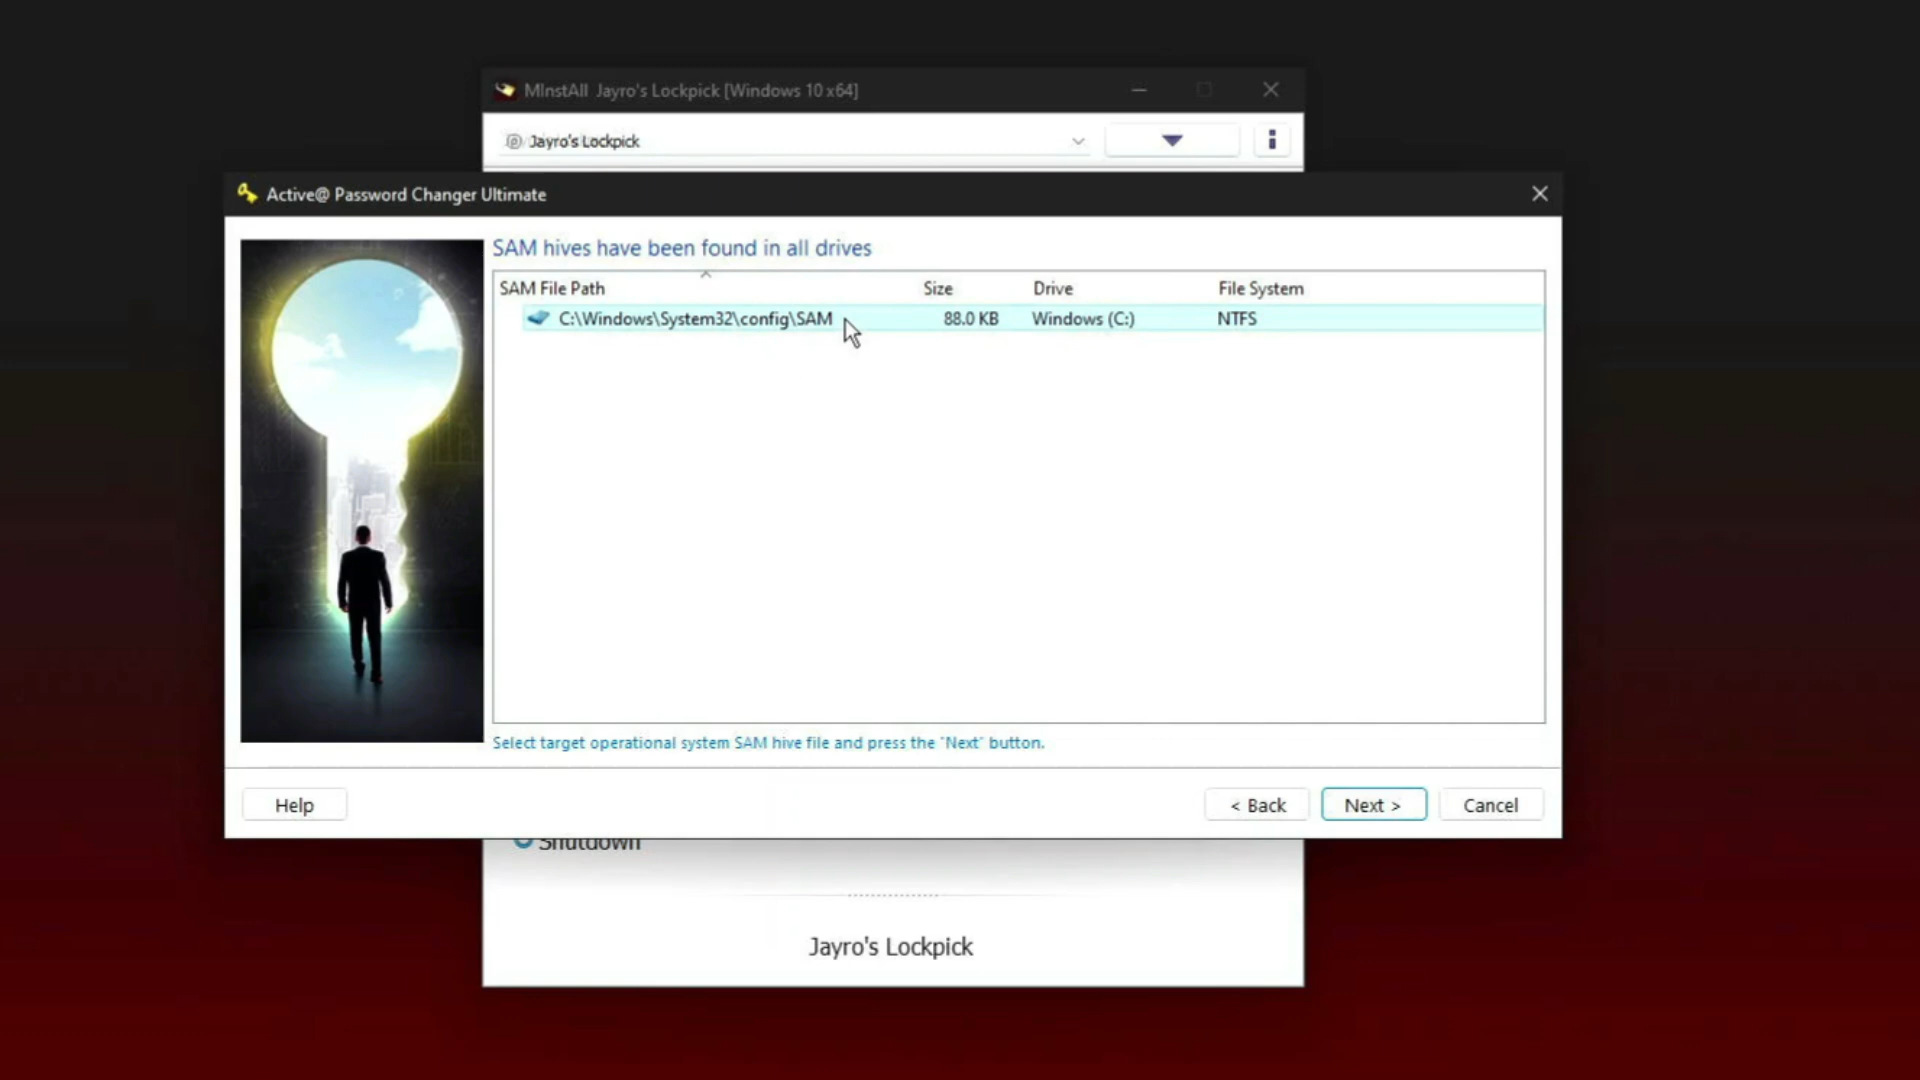 MInstAll Jayro's Lockpick [Windows 10 x64]
Jayro's Lockpick
Active@ Password Changer Ultimate
SAM hives have been found in all drives
SAM File Path Size Drive File System
C:\Windows\System32\config\SAM 88.0 KB Windows (C:) NTFS
Select target operational system SAM hive file and press the "Next" button.
Help < Back Next > Cancel
Shutdown
Jayro's Lockpick